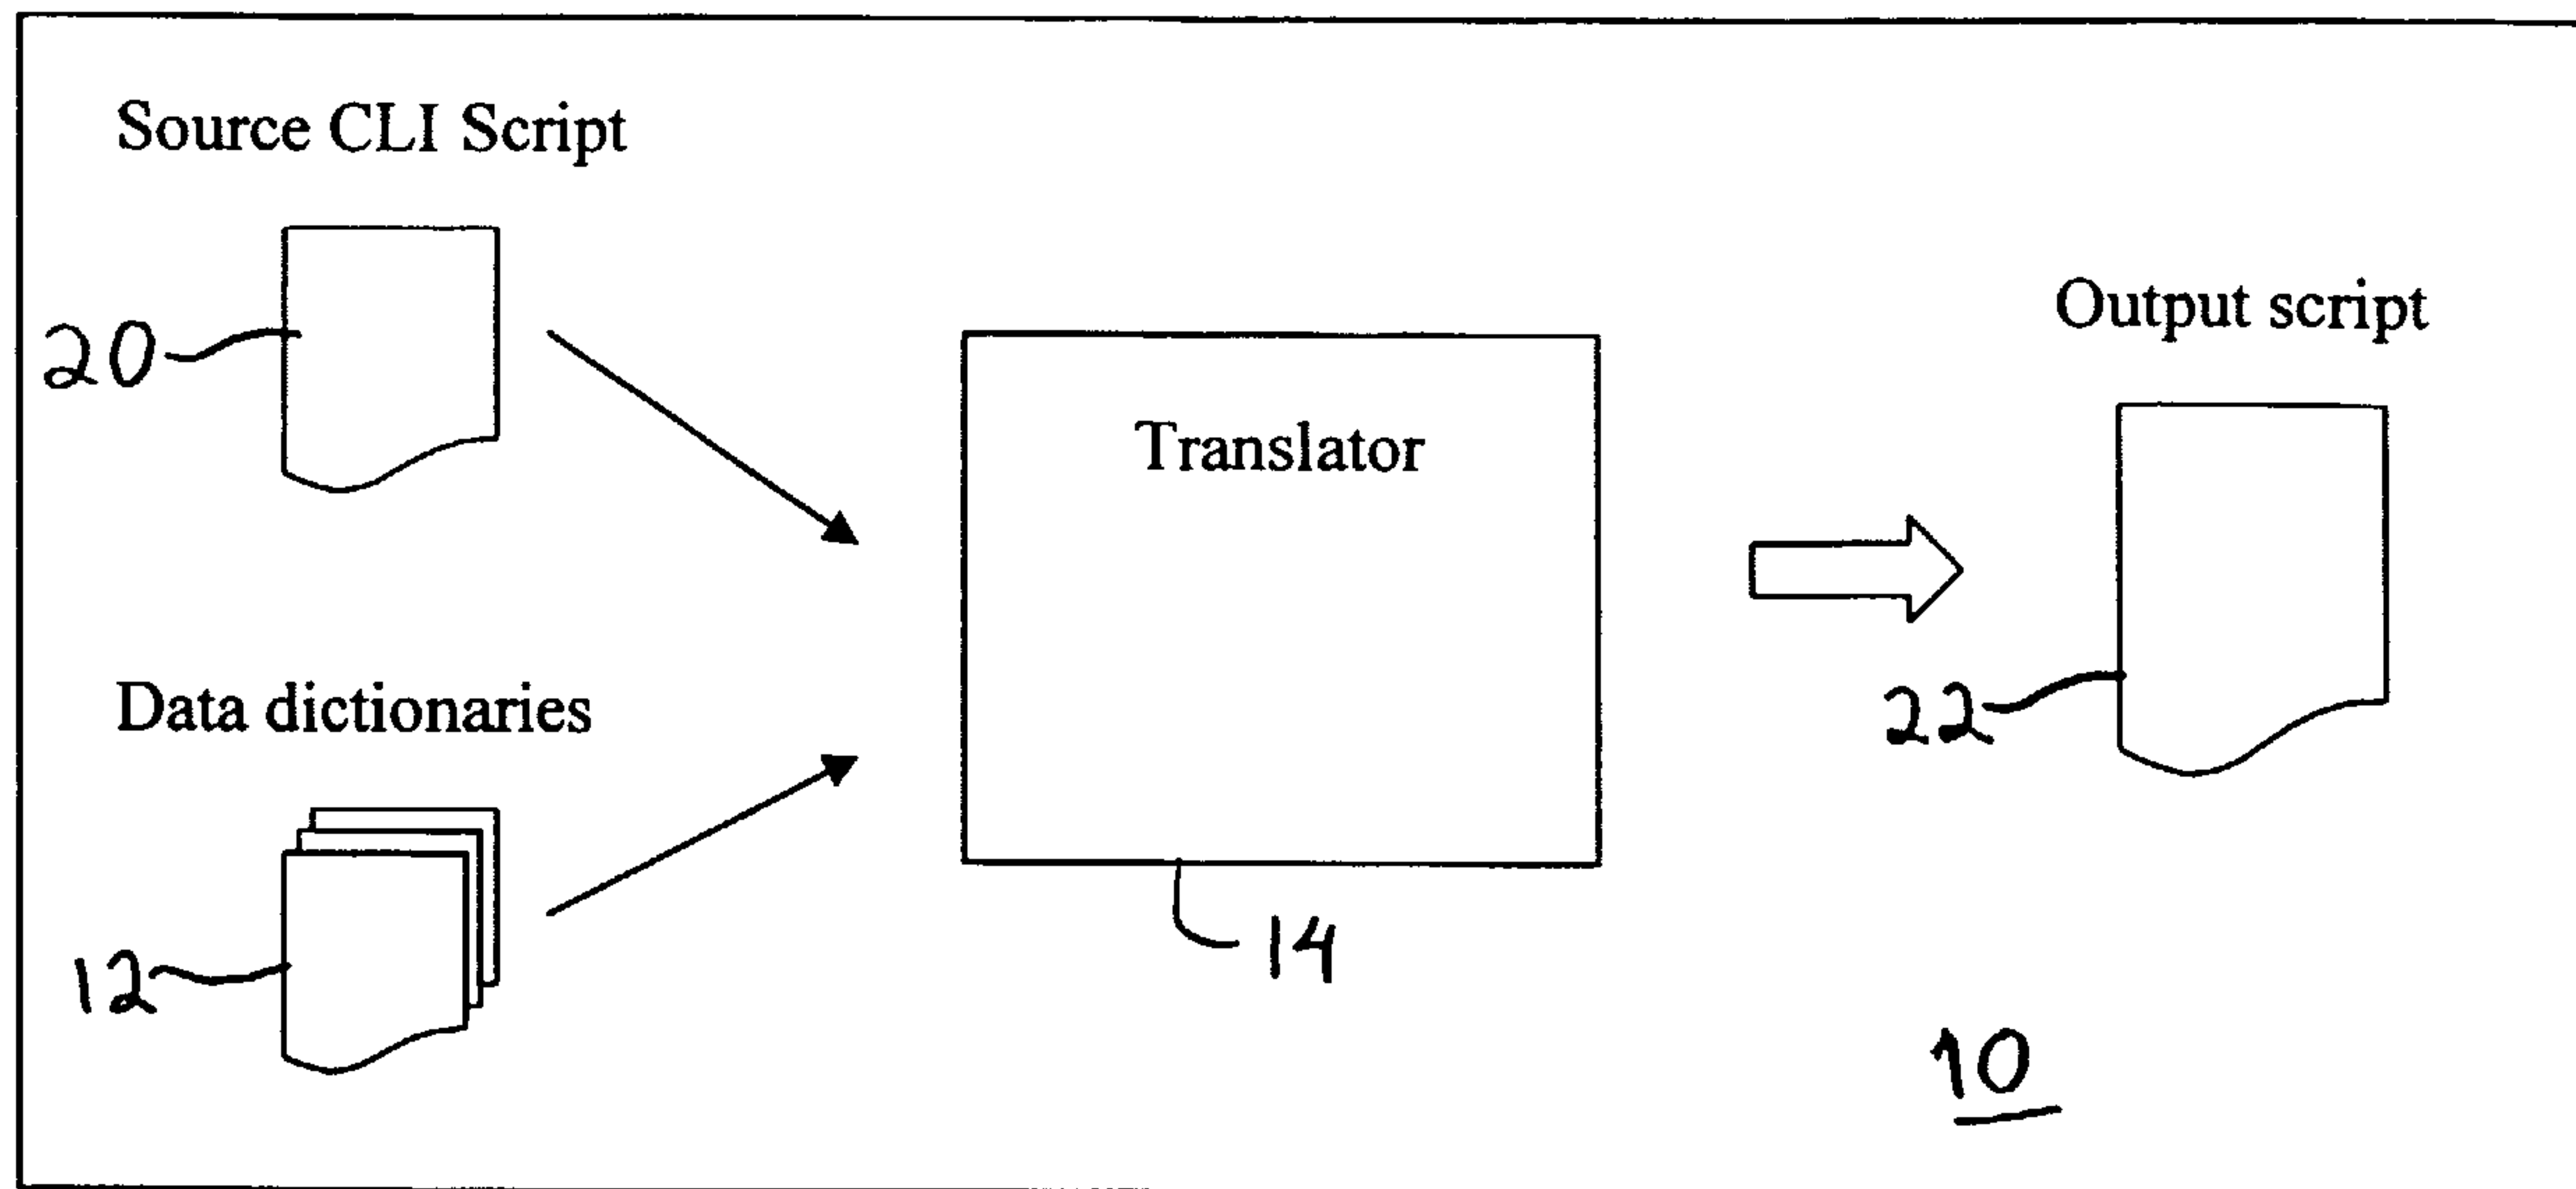 Source CLI Script
20
Data dictionaries
12
Translator
14
Output script
22
10